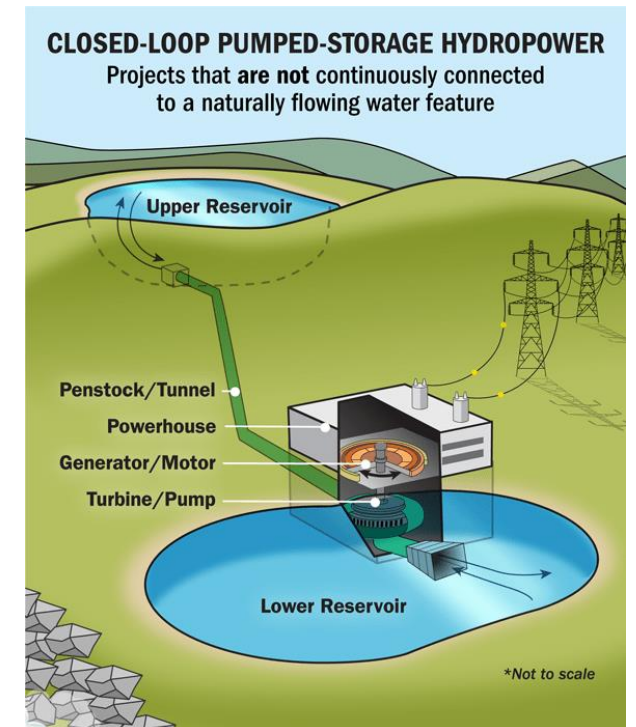 CLOSED-LOOP PUMPED-STORAGE HYDROPOWER
Projects that are not continuously connected
to a naturally flowing water feature
Upper Reservoir
Penstock/Tunnel
Powerhouse
Generator/Motor
Turbine/Pump
Lower Reservoir
*Not to scale